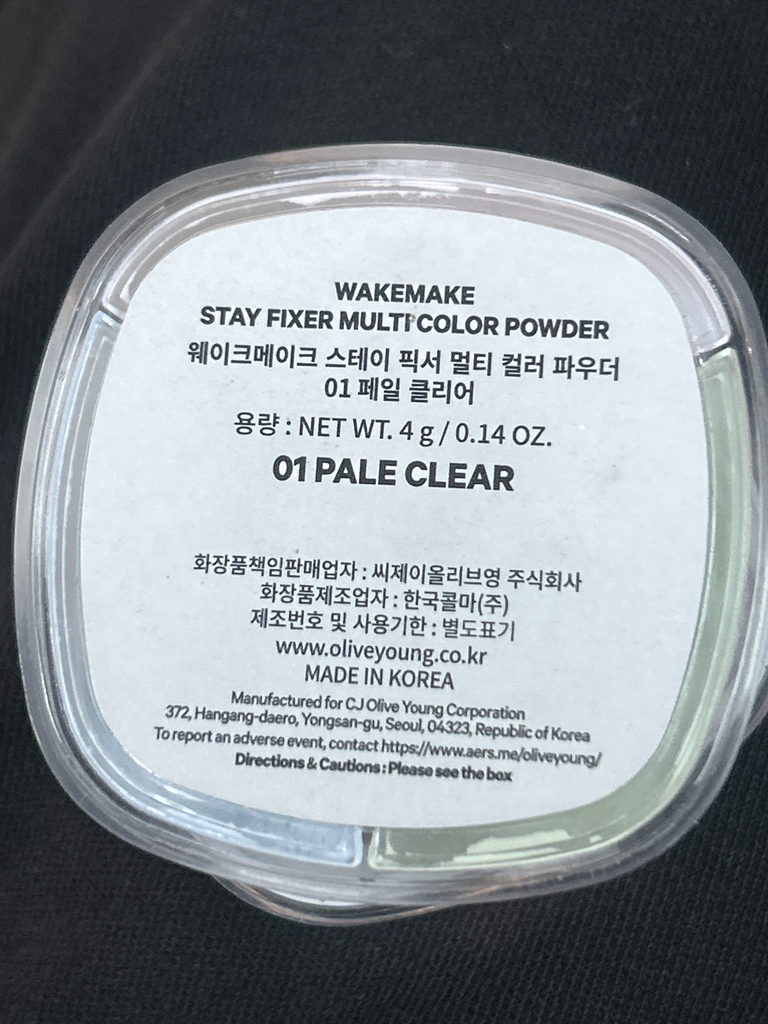 WAKEMAKE
STAY FIXER MULTI COLOR POWDER
웨이크메이크 스테이 픽서 멀티 컬러 파우더
01 페일 클리어
용량 : NET WT. 4 g / 0.14 OZ.
01 PALE CLEAR
화장품책임판매업자 : 씨제이올리브영 주식회사
화장품제조업자 : 한국콜마(주)
제조번호 및 사용기한 : 별도표기
www.oliveyoung.co.kr
MADE IN KOREA
Manufactured for CJ Olive Young Corporation
372, Hangang-daero, Yongsan-gu, Seoul, 04323, Republic of Korea
To report an adverse event, contact https://www.aers.me/oliveyoung/
Directions & Cautions : Please see the box